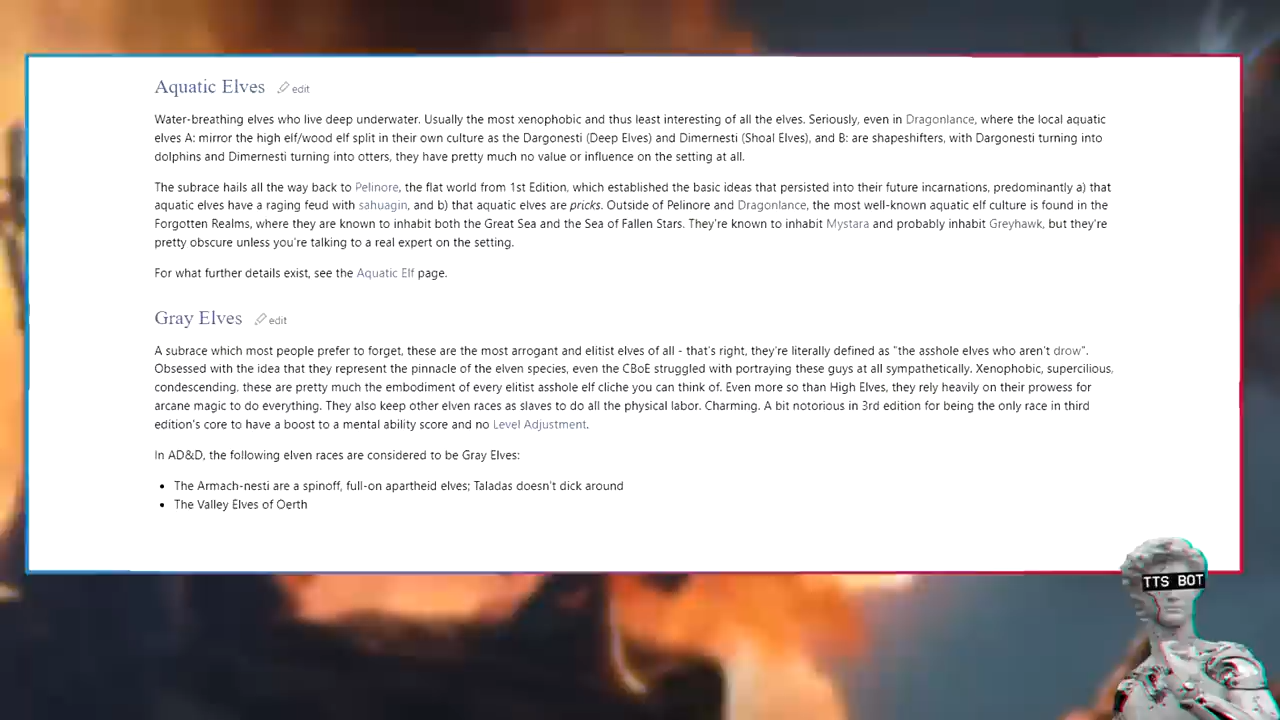 Aquatic Elves edit
Water-breathing elves who live deep underwater. Usually the most xenophobic and thus least interesting of all the elves. Seriously, even in Dragonlance, where the local aquatic
elves A: mirror the high elf/wood elf split in their own culture as the Dargonesti (Deep Elves) and Dimernesti (Shoal Elves), and B: are shapeshifters, with Dargonesti turning into
dolphins and Dimernesti turning into otters, they have pretty much no value or influence on the setting at all.
The subrace hails all the way back to Pelinore, the flat world from 1st Edition, which established the basic ideas that persisted into their future incarnations, predominantly a) that
aquatic elves have a raging feud with sahuagin, and b) that aquatic elves are pricks. Outside of Pelinore and Dragonlance, the most well-known aquatic elf culture is found in the
Forgotten Realms, where they are known to inhabit both the Great Sea and the Sea of Fallen Stars. They're known to inhabit Mystara and probably inhabit Greyhawk, but they're
pretty obscure unless you're talking to a real expert on the setting.
For what further details exist, see the Aquatic Elf page.
Gray Elves edit
A subrace which most people prefer to forget, these are the most arrogant and elitist elves of all - that's right, they're literally defined as "the asshole elves who aren't drow".
Obsessed with the idea that they represent the pinnacle of the elven species, even the CBoE struggled with portraying these guys at all sympathetically. Xenophobic, supercilious,
condescending, these are pretty much the embodiment of every elitist asshole elf cliche you can think of. Even more so than High Elves, they rely heavily on their prowess for
arcane magic to do everything. They also keep other elven races as slaves to do all the physical labor. Charming. A bit notorious in 3rd edition for being the only race in third
edition's core to have a boost to a mental ability score and no Level Adjustment.
In AD&D, the following elven races are considered to be Gray Elves:
• The Armach-nesti are a spinoff, full-on apartheid elves; Taladas doesn't dick around
• The Valley Elves of Oerth
TTS BOT